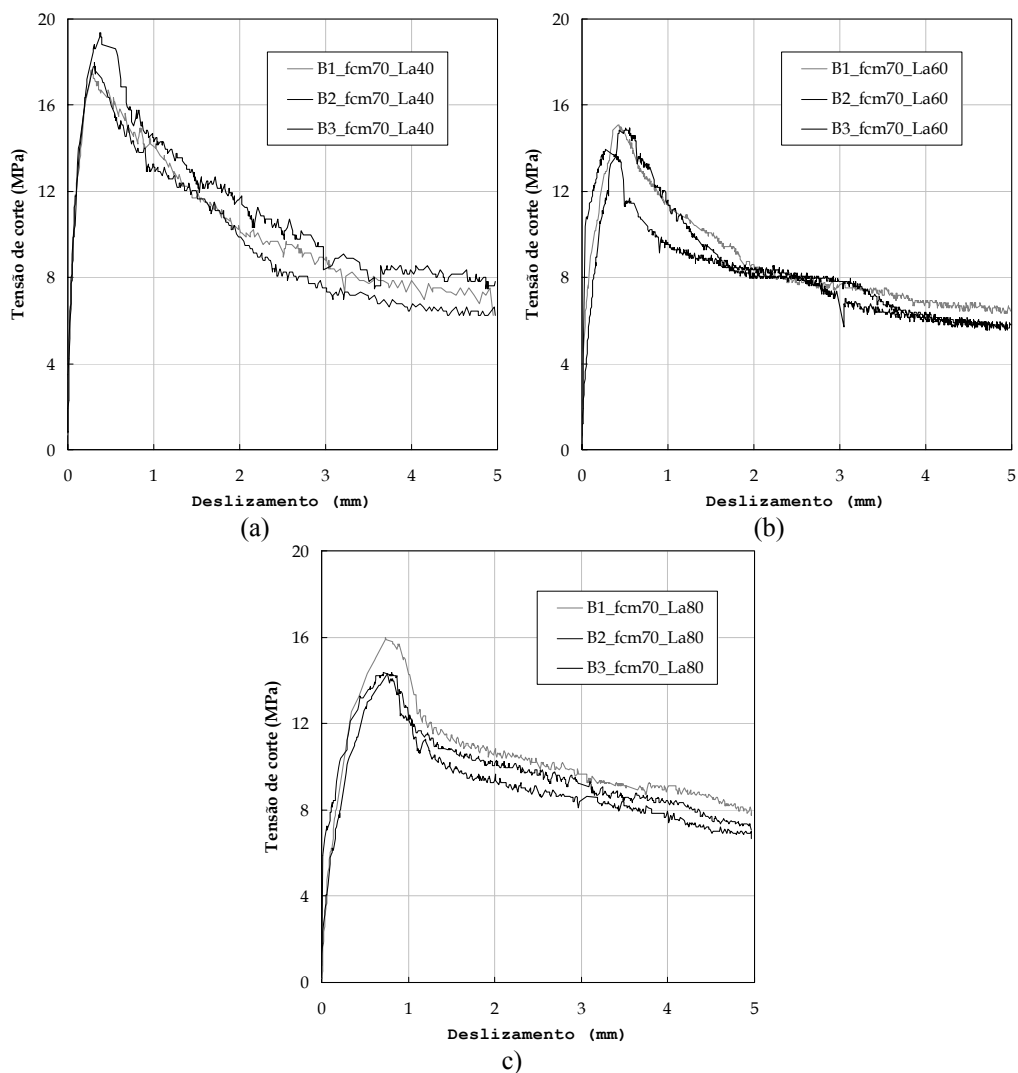 20
16
12
8
4
0
Tensão de corte (MPa)
B1_fcm70_La40
B2_fcm70_La40
B3_fcm70_La40
0 1 2 3 4 5
Deslizamento (mm)
(a)
20
16
12
8
4
0
Tensão de corte (MPa)
B1_fcm70_La60
B2_fcm70_La60
B3_fcm70_La60
0 1 2 3 4 5
Deslizamento (mm)
(b)
20
16
12
8
4
0
Tensão de corte (MPa)
B1_fcm70_La80
B2_fcm70_La80
B3_fcm70_La80
0 1 2 3 4 5
Deslizamento (mm)
c)